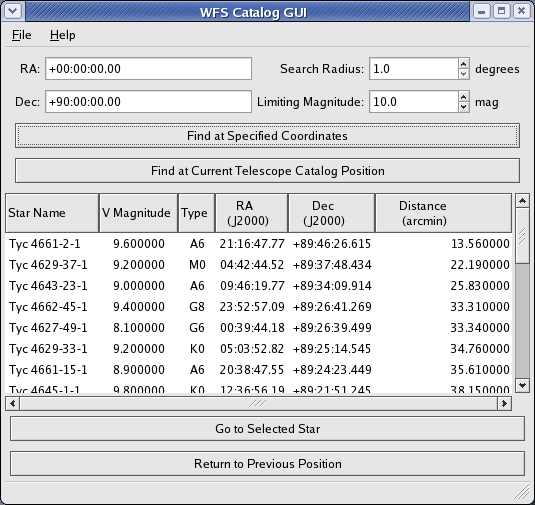 WFS Catalog GUI
File Help
RA: +00:00:00.00 Search Radius: 1.0 degrees
Dec: +90:00:00.00 Limiting Magnitude: 10.0 mag
Find at Specified Coordinates
Find at Current Telescope Catalog Position
Star Name V Magnitude Type RA (J2000) Dec (J2000) Distance (arcmin)
Tyc 4661-2-1 9.600000 A6 21:16:47.77 +89:46:26.615 13.560000
Tyc 4629-37-1 9.200000 M0 04:42:44.52 +89:37:48.434 22.190000
Tyc 4643-23-1 9.000000 A6 09:46:19.77 +89:34:09.914 25.830000
Tyc 4662-45-1 9.400000 G8 23:52:57.09 +89:26:41.269 33.310000
Tyc 4627-49-1 8.100000 G6 00:39:44.18 +89:26:39.499 33.340000
Tyc 4629-33-1 9.200000 K0 05:03:52.82 +89:25:14.545 34.760000
Tyc 4661-15-1 8.900000 A6 20:38:47.55 +89:24:23.449 35.610000
Tyc 4645-1-1 9.800000 K0 12:36:56.19 +89:21:51.245 38.150000
Go to Selected Star
Return to Previous Position